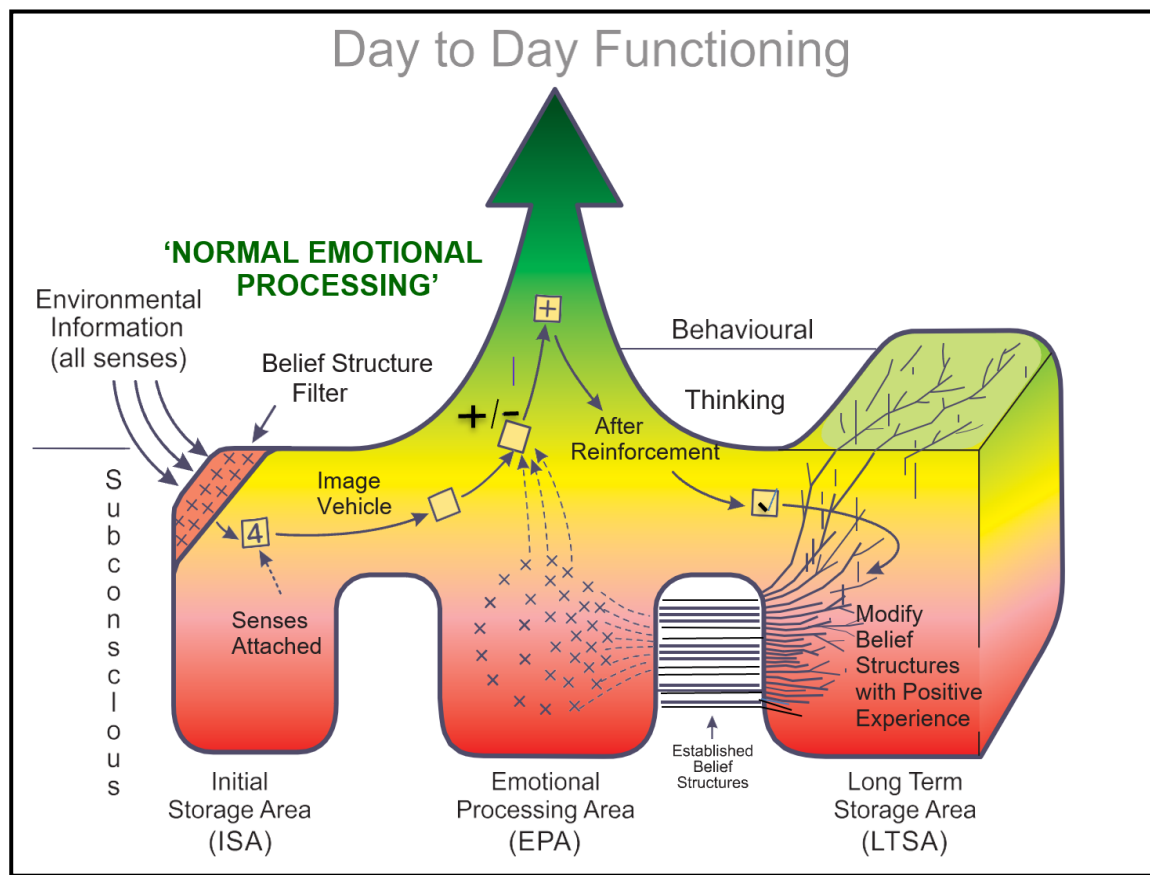 Day to Day Functioning
‘NORMAL EMOTIONAL
PROCESSING’
Environmental
Information
(all senses)
Belief Structure
Filter
+
Behavioural
Thinking
+/-
After
Reinforcement
Image
Vehicle
4
Senses
Attached
Subconsclous
Modify
Belief
Structures
with Positive
Experience
Established
Belief
Structures
Initial
Storage Area
(ISA)
Emotional
Processing Area
(EPA)
Long Term
Storage Area
(LTSA)